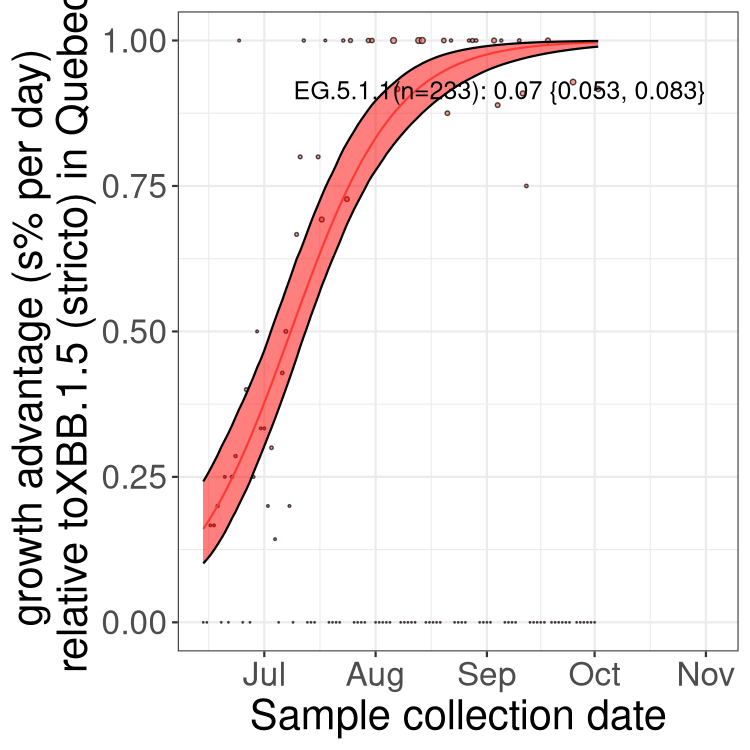 growth advantage (s% per day)
relative toXBB.1.5 (stricto) in Quebec
1.00
0.75
0.50
0.25
0.00
EG.5.1.1(n=233): 0.07 {0.053, 0.083}
Jul Aug Sep Oct Nov
Sample collection date